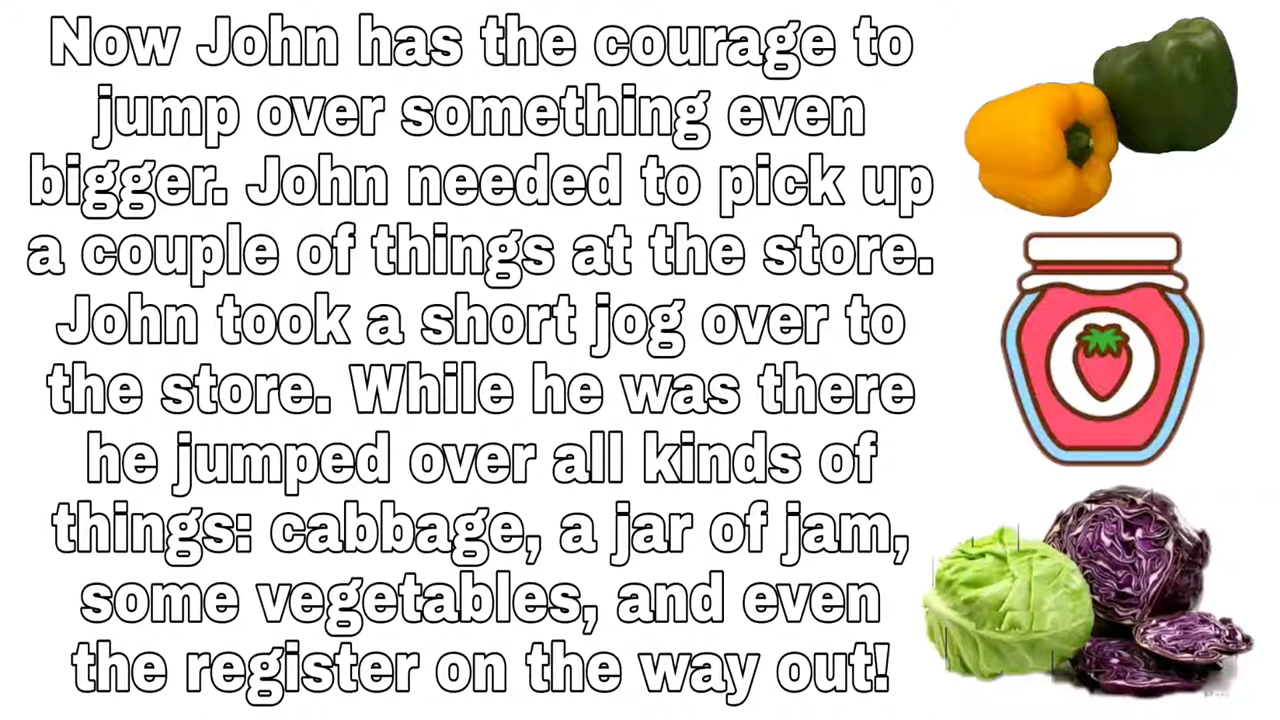 Now John has the courage to
jump over something even
bigger. John needed to pick up
a couple of things at the store.
John took a short jog over to
the store. While he was there
he jumped over all kinds of
things: cabbage, a jar of jam,
some vegetables, and even
the register on the way out!